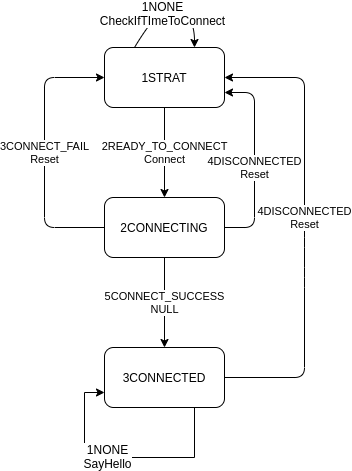 1NONE
CheckIfTImeToConnect
1STRAT
3CONNECT_FAIL
Reset
2READY_TO_CONNECT
Connect
4DISCONNECTED
Reset
4DISCONNECTED
Reset
2CONNECTING
5CONNECT_SUCCESS
NULL
3CONNECTED
1NONE
SayHello